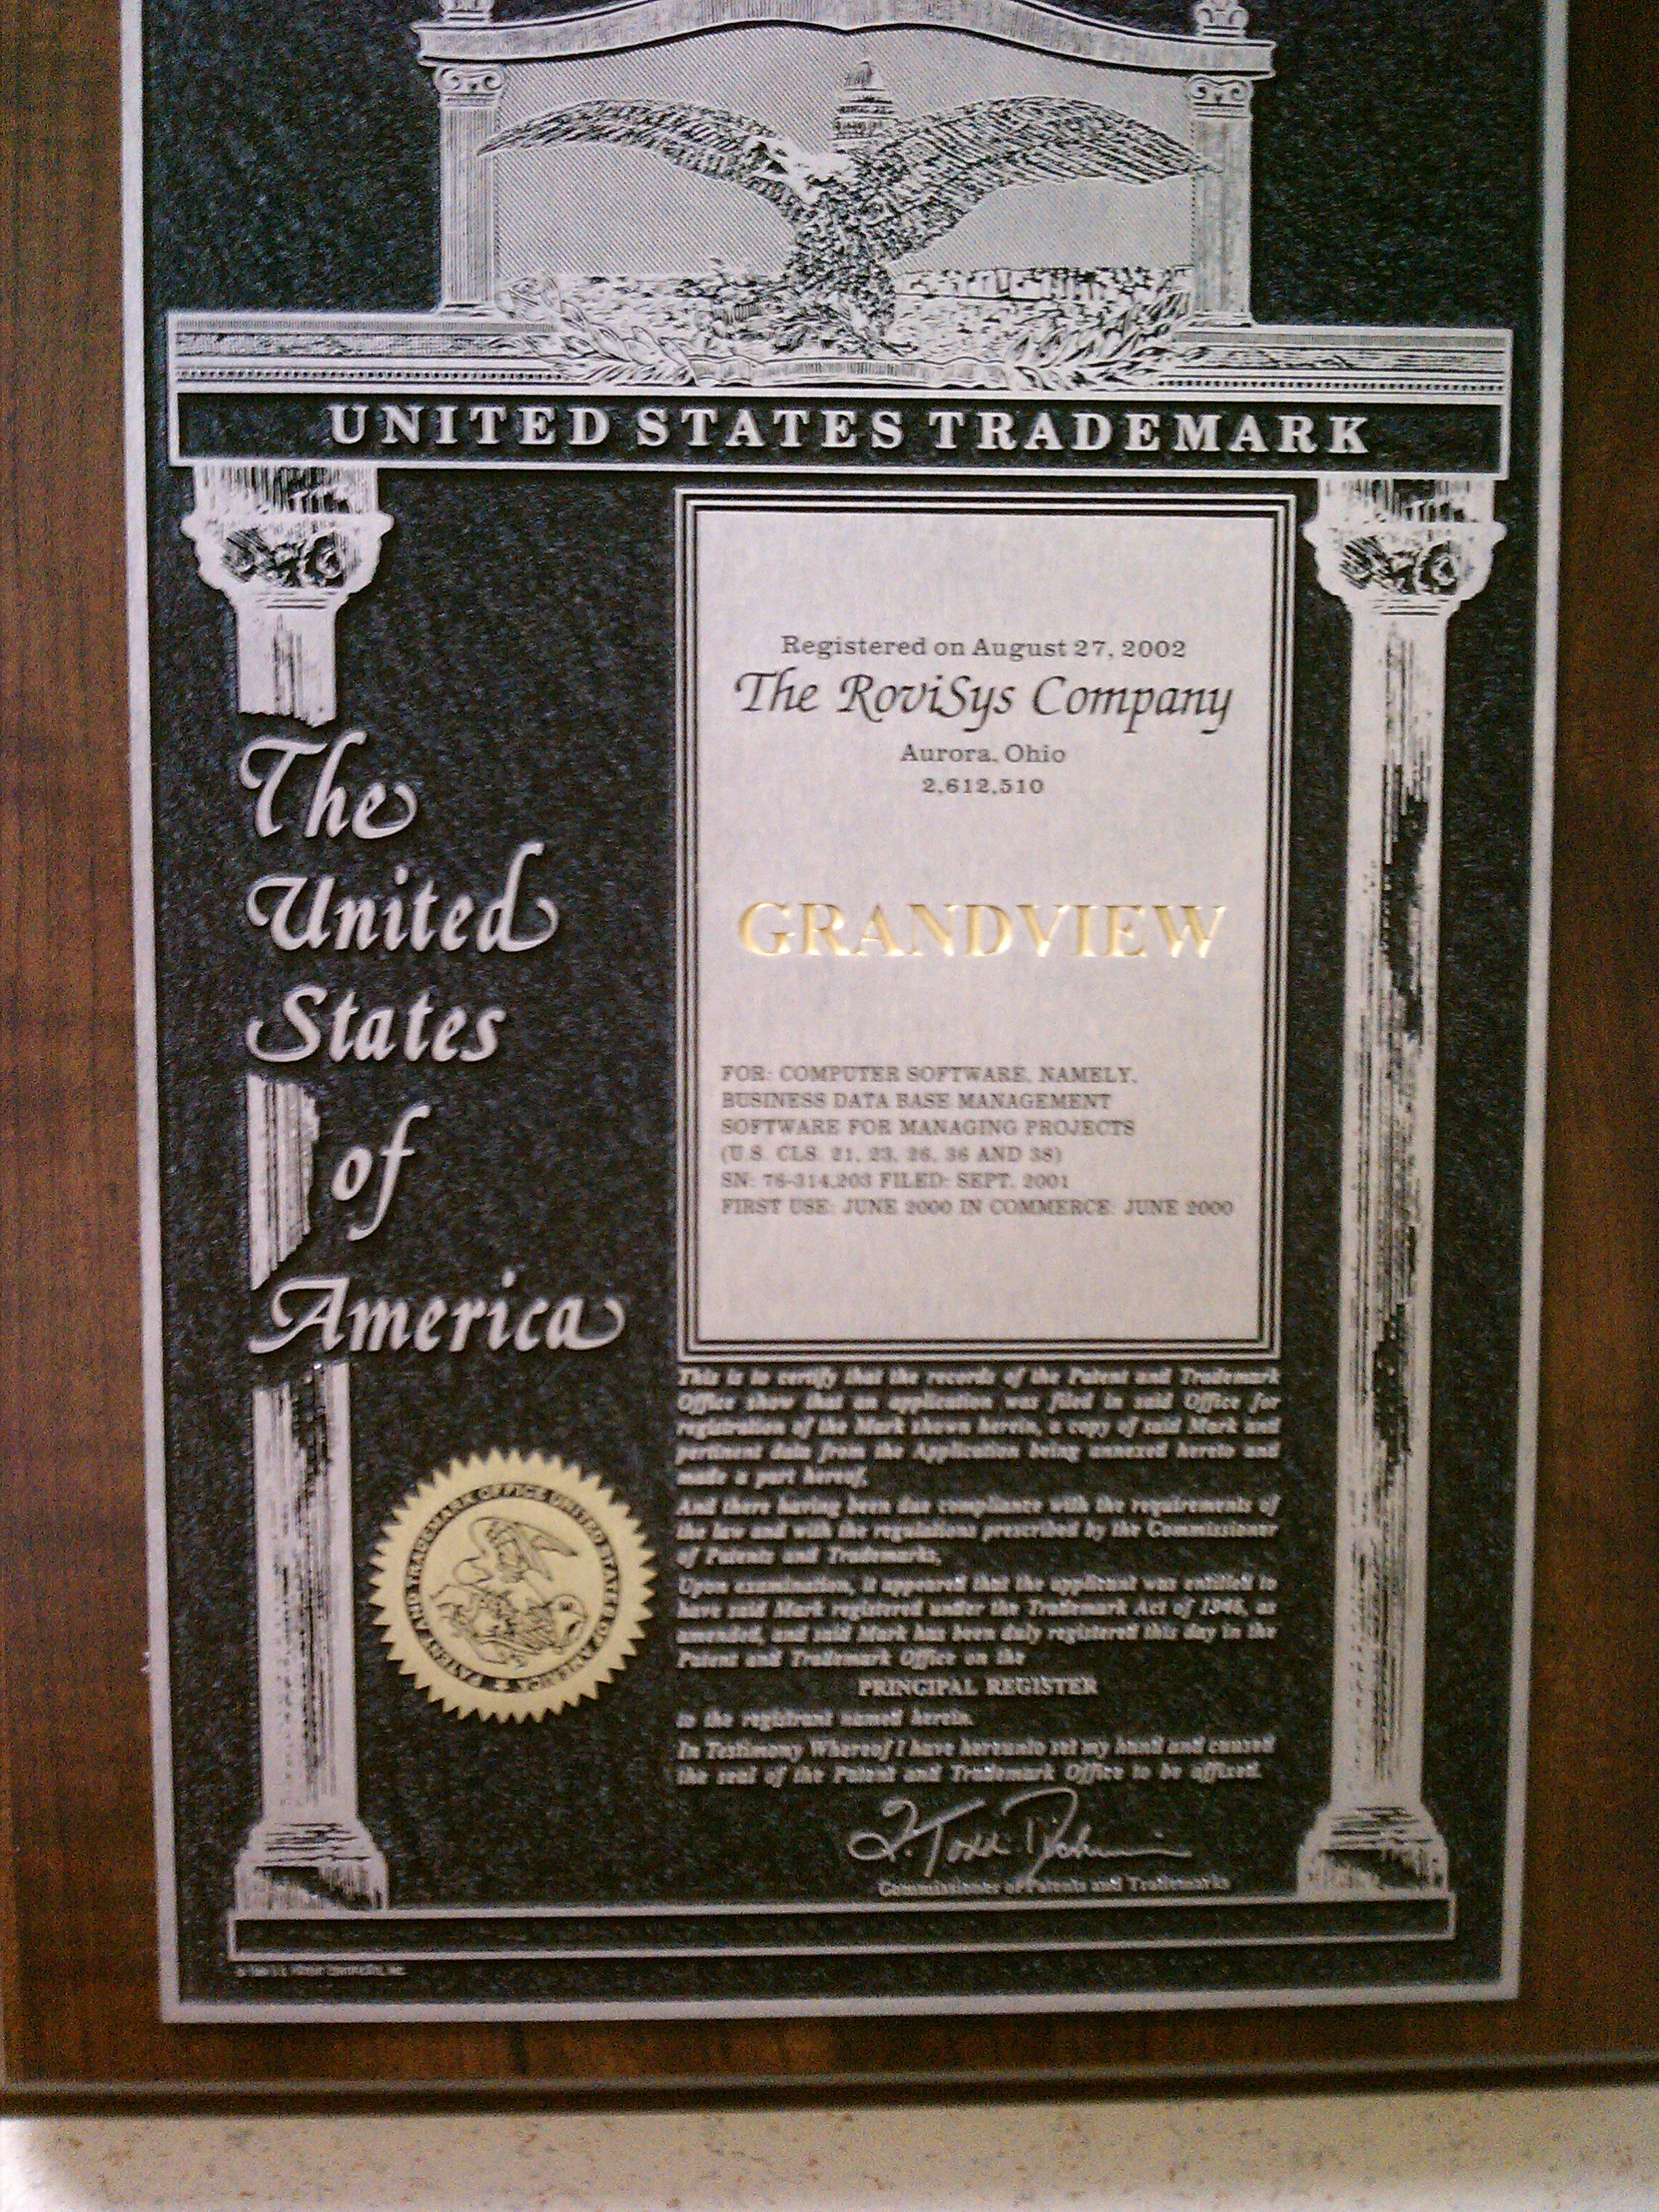 UNITED STATES TRADEMARK
The
United
States
of
America
Registered on August 27, 2002
The RoviSys Company
Aurora, Ohio
2,612,510
GRANDVIEW
FOR: COMPUTER SOFTWARE, NAMELY,
BUSINESS DATA BASE MANAGEMENT
SOFTWARE FOR MANAGING PROJECTS
(U.S. CLS. 21, 23, 26, 36 AND 38)
SN: 76-314,203 FILED: SEPT. 2001
FIRST USE: JUNE 2000 IN COMMERCE: JUNE 2000
This is to certify that the records of the Patent and Trademark
Office show that an application was filed in said Office for
registration of the Mark shown herein, a copy of said Mark and
pertinent data from the Application being annexed hereto and
made a part hereof,
And there having been due compliance with the requirements of
the law and with the regulations prescribed by the Commissioner
of Patents and Trademarks,
Upon examination, it appeared that the applicant was entitled to
have said Mark registered under the Trademark Act of 1946, as
amended, and said Mark has been duly registered this day in the
Patent and Trademark Office on the
PRINCIPAL REGISTER
to the registrant named herein.
In Testimony Whereof I have hereunto set my hand and caused
the seal of the Patent and Trademark Office to be affixed.
Commissioner of Patents and Trademarks
PATENT AND TRADEMARK OFFICE UNITED STATES OF AMERICA